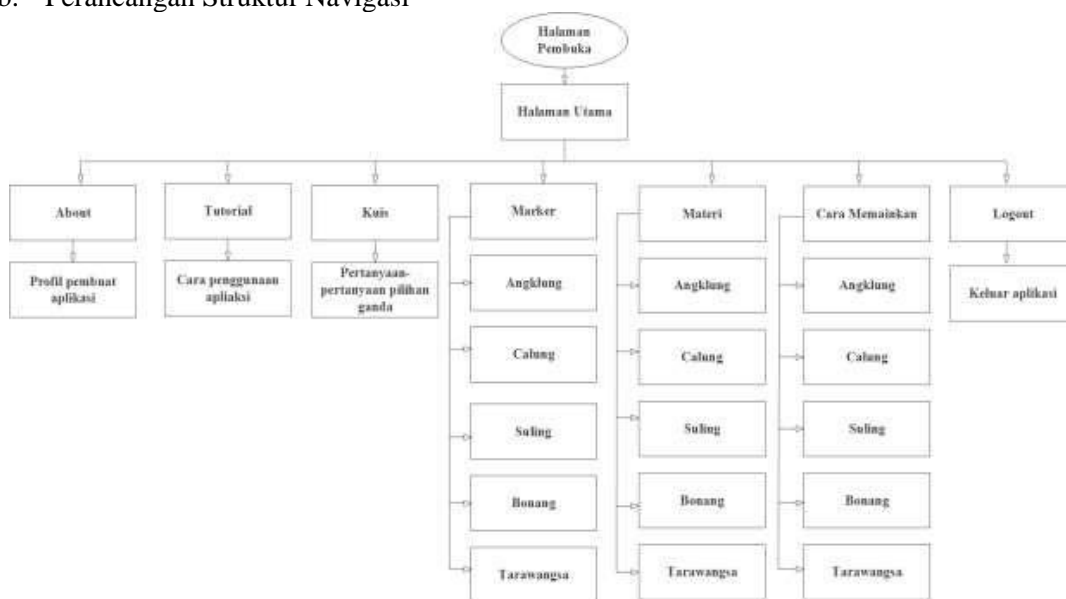 b. Perancangan Struktur Navigasi
Halaman
Pembuka
Halaman Utama
About
Tutorial
Kuis
Marker
Materi
Cara Memainkan
Logout
Profil pembuat
aplikasi
Cara penggunaan
apliaksi
Pertanyaan-
pertanyaan pilihan
ganda
Angklung
Angklung
Angklung
Keluar aplikasi
Calung
Calung
Calung
Suling
Suling
Suling
Bonang
Bonang
Bonang
Tarawangsa
Tarawangsa
Tarawangsa